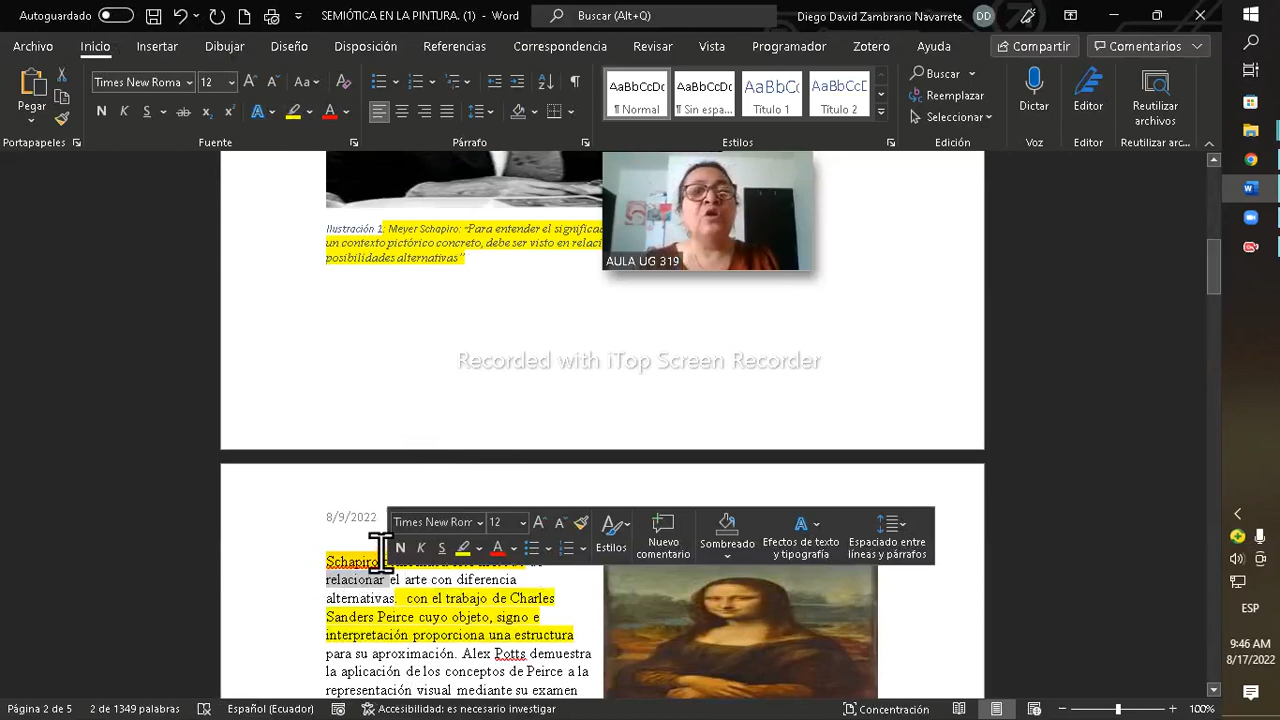 Autoguardado
SEMIÓTICA EN LA PINTURA. (1) - Word
Buscar (Alt+Q)
Diego David Zambrano Navarrete
DD
Archivo Inicio Insertar Dibujar Diseño Disposición Referencias Correspondencia Revisar Vista Programador Zotero Ayuda
Compartir
Comentarios
Pegar
Times New Roma 12
N K S ab x₂ x²
Aa
AaBbCcDc AaBbCcDc AaBbC AaBbCcD
¶ Normal ¶ Sin espa... Título 1 Título 2
Buscar
Reemplazar
Seleccionar
Dictar
Editor
Reutilizar
archivos
Portapapeles Fuente Párrafo Estilos Edición Voz Editor Reutilizar arc...
Ilustración 1: Meyer Schapiro: "Para entender el significa
un contexto pictórico concreto, debe ser visto en relaci
posibilidades alternativas"
AULA UG 319
Recorded with iTop Screen Recorder
8/9/2022
Times New Rom 12
N K S
Estilos
Nuevo
comentario
Sombreado
Efectos de texto
y tipografía
Espaciado entre
líneas y párrafos
Schapiro
relacionar el arte con diferencia
alternativas. con el trabajo de Charles
Sanders Peirce cuyo objeto, signo e
interpretación proporciona una estructura
para su aproximación. Alex Potts demuestra
la aplicación de los conceptos de Peirce a la
representación visual mediante su examen
Página 2 de 5 2 de 1349 palabras Español (Ecuador) Accesibilidad: es necesario investigar
Concentración
100%
ESP
9:46 AM
8/17/2022